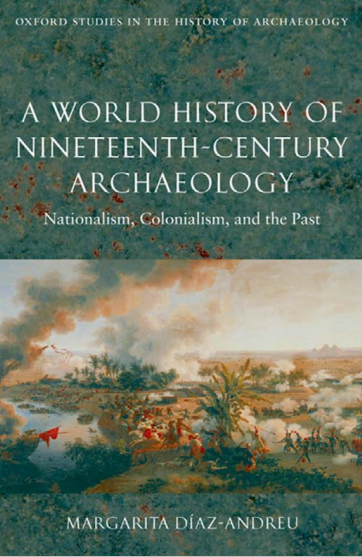 OXFORD STUDIES IN THE HISTORY OF ARCHAEOLOGY
A WORLD HISTORY OF
NINETEENTH-CENTURY
ARCHAEOLOGY
Nationalism, Colonialism, and the Past
MARGARITA DÍAZ-ANDREU